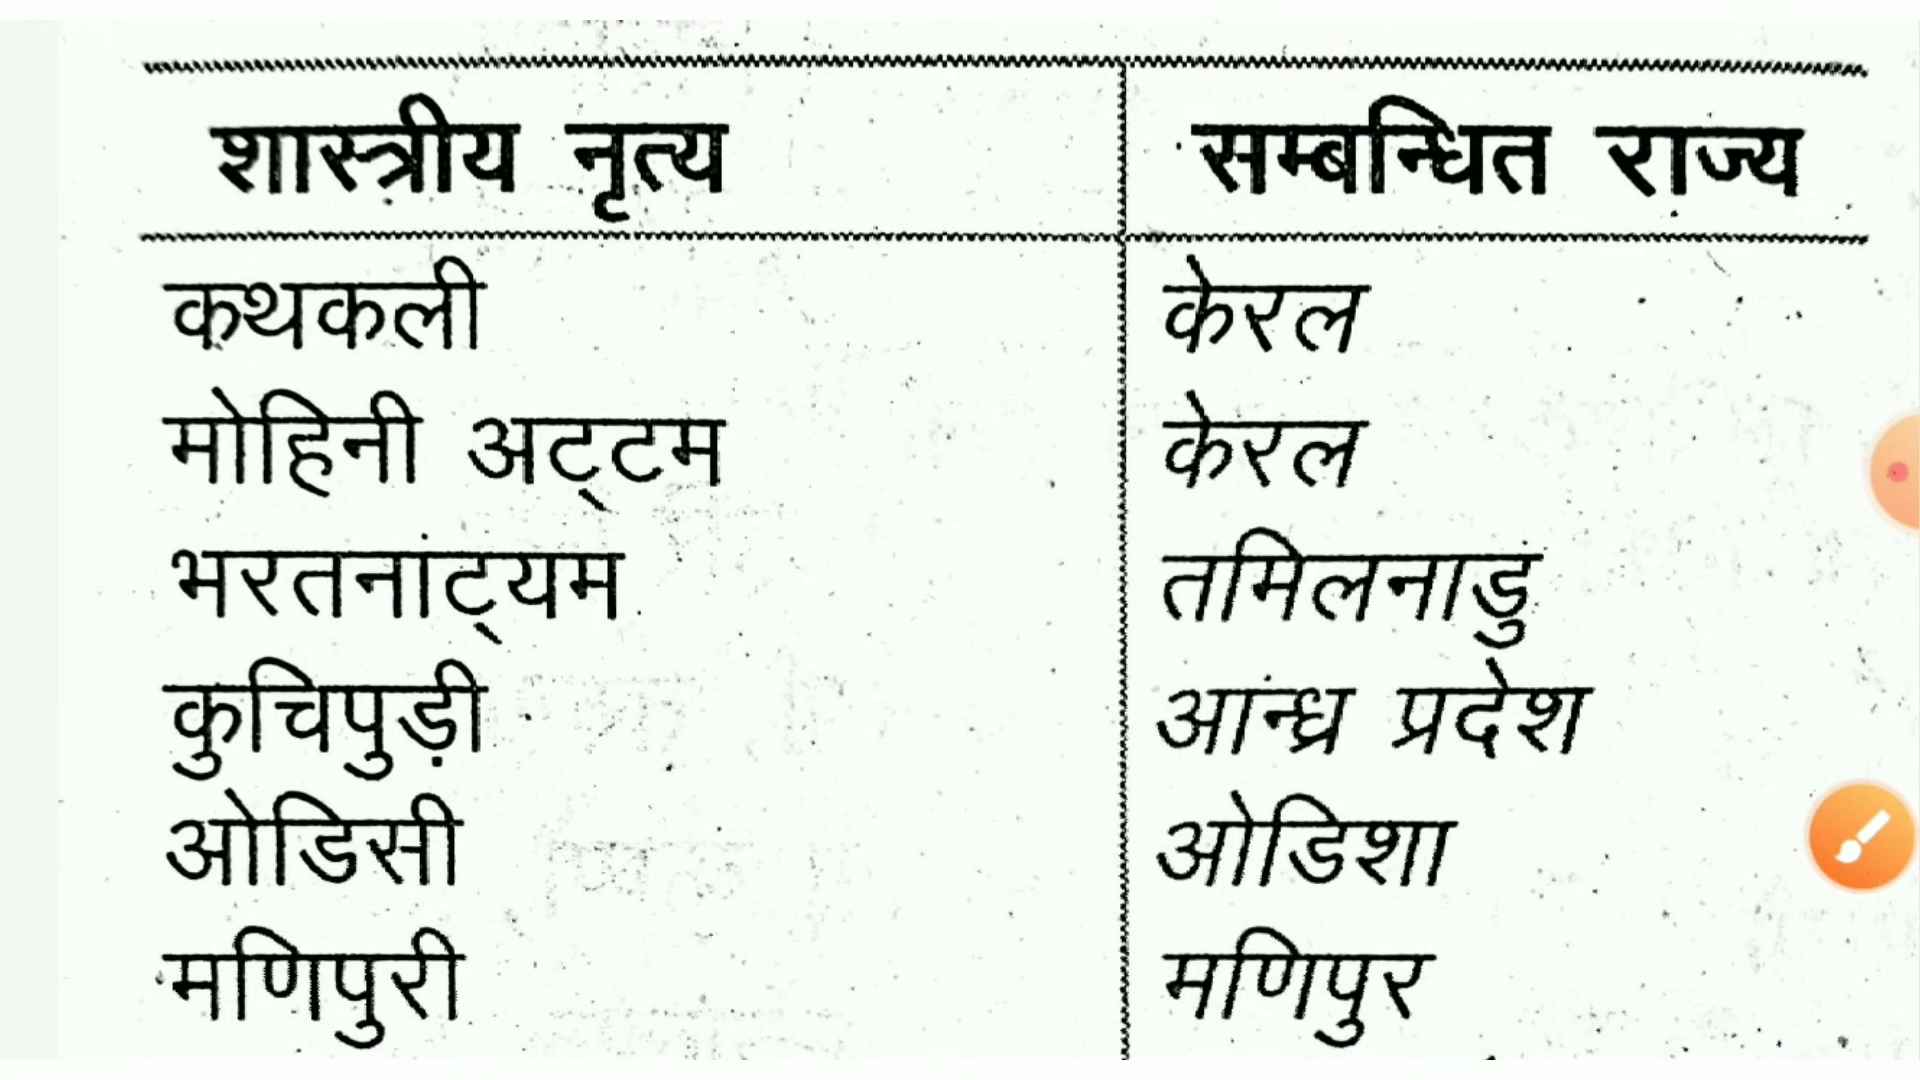 शास्त्रीय नृत्य सम्बन्धित राज्य
कथकली केरल
मोहिनी अट्टम केरल
भरतनाट्यम तमिलनाडु
कुचिपुड़ी आन्ध्र प्रदेश
ओडिसी ओडिशा
मणिपुरी मणिपुर